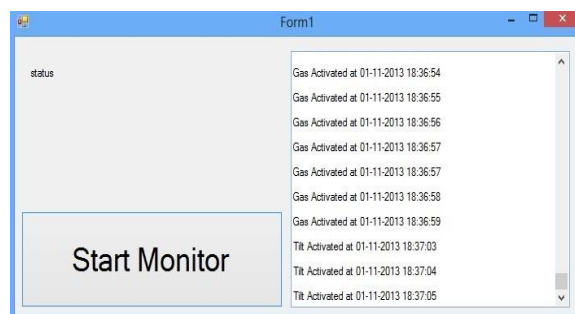 Form1
status
Gas Activated at 01-11-2013 18:36:54
Gas Activated at 01-11-2013 18:36:55
Gas Activated at 01-11-2013 18:36:56
Gas Activated at 01-11-2013 18:36:57
Gas Activated at 01-11-2013 18:36:57
Gas Activated at 01-11-2013 18:36:58
Gas Activated at 01-11-2013 18:36:59
Tilt Activated at 01-11-2013 18:37:03
Tilt Activated at 01-11-2013 18:37:04
Tilt Activated at 01-11-2013 18:37:05
Start Monitor